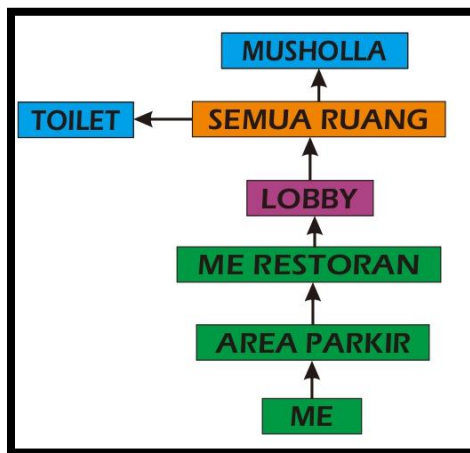 MUSHOLLA
TOILET
SEMUA RUANG
LOBBY
ME RESTORAN
AREA PARKIR
ME